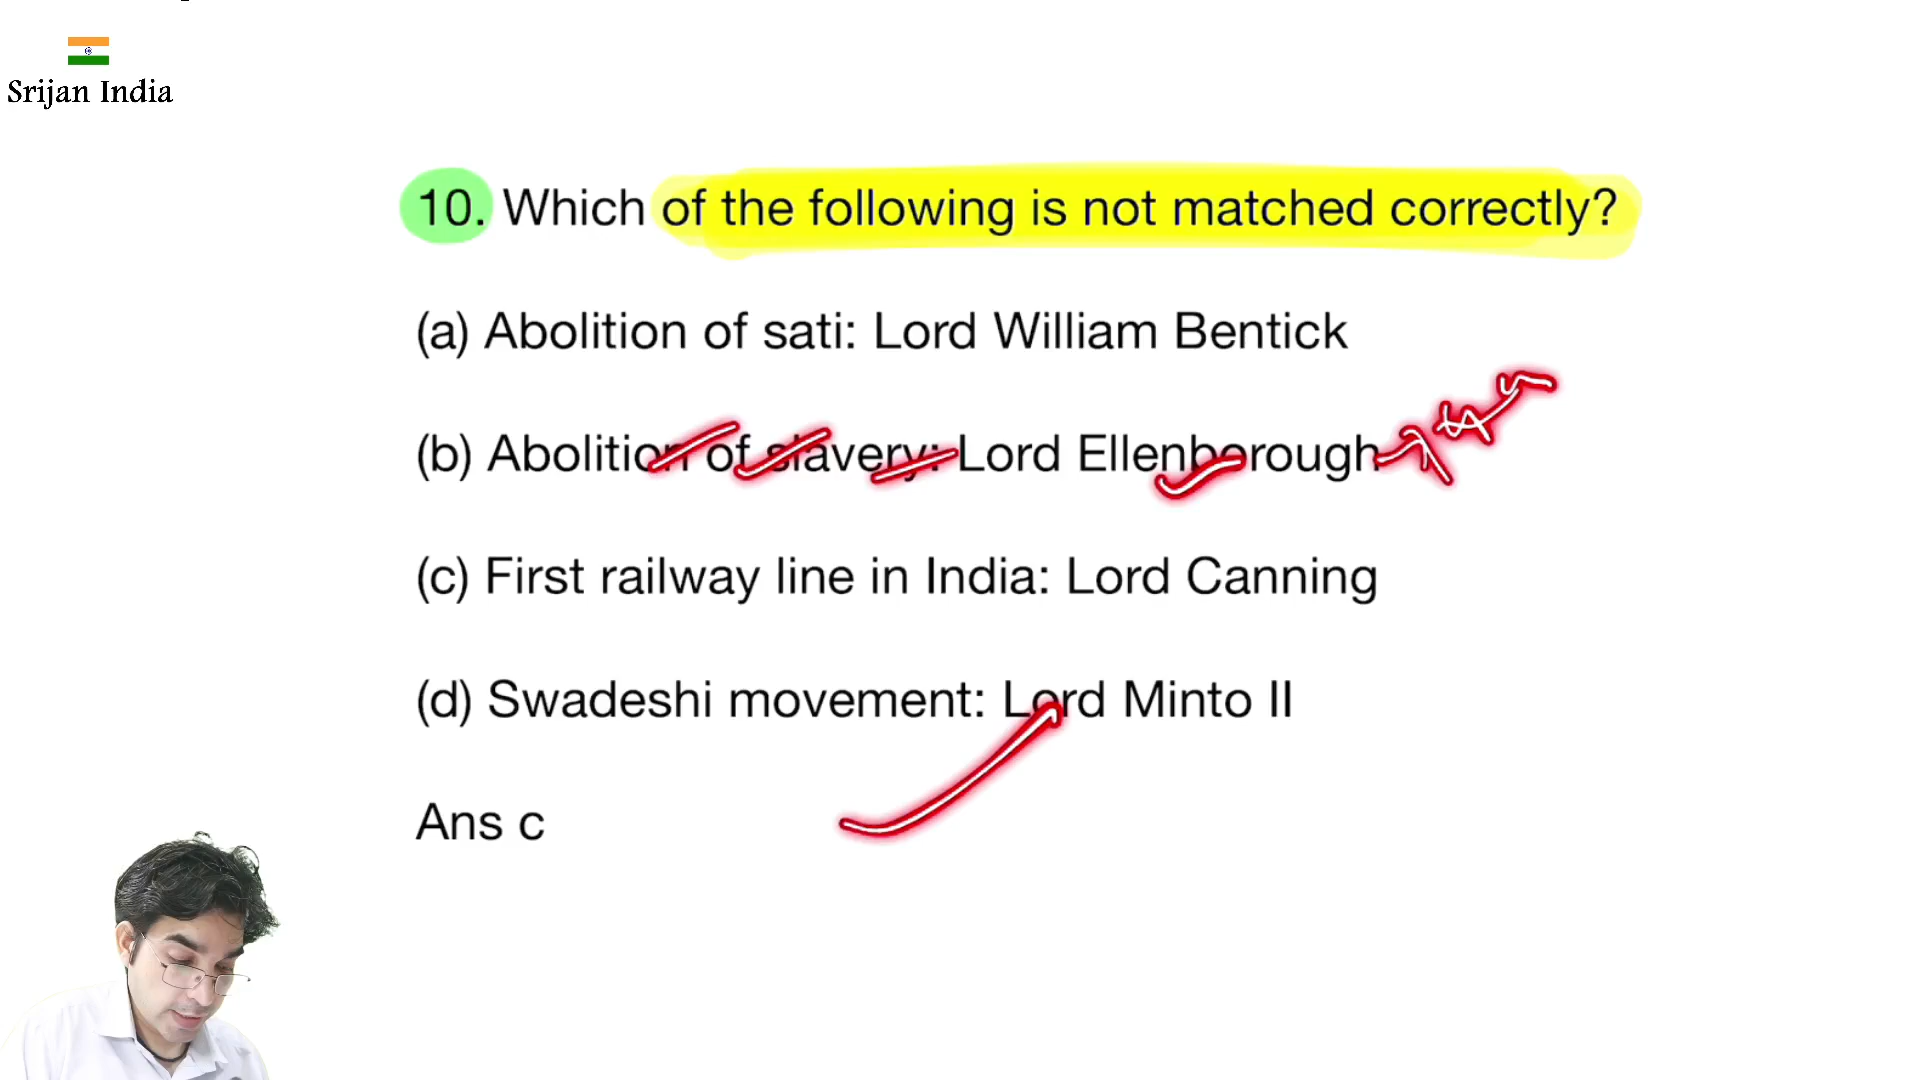 Srijan India
10. Which of the following is not matched correctly?
(a) Abolition of sati: Lord William Bentick
(b) Abolition of slavery: Lord Ellenborough
(c) First railway line in India: Lord Canning
(d) Swadeshi movement: Lord Minto II
Ans c